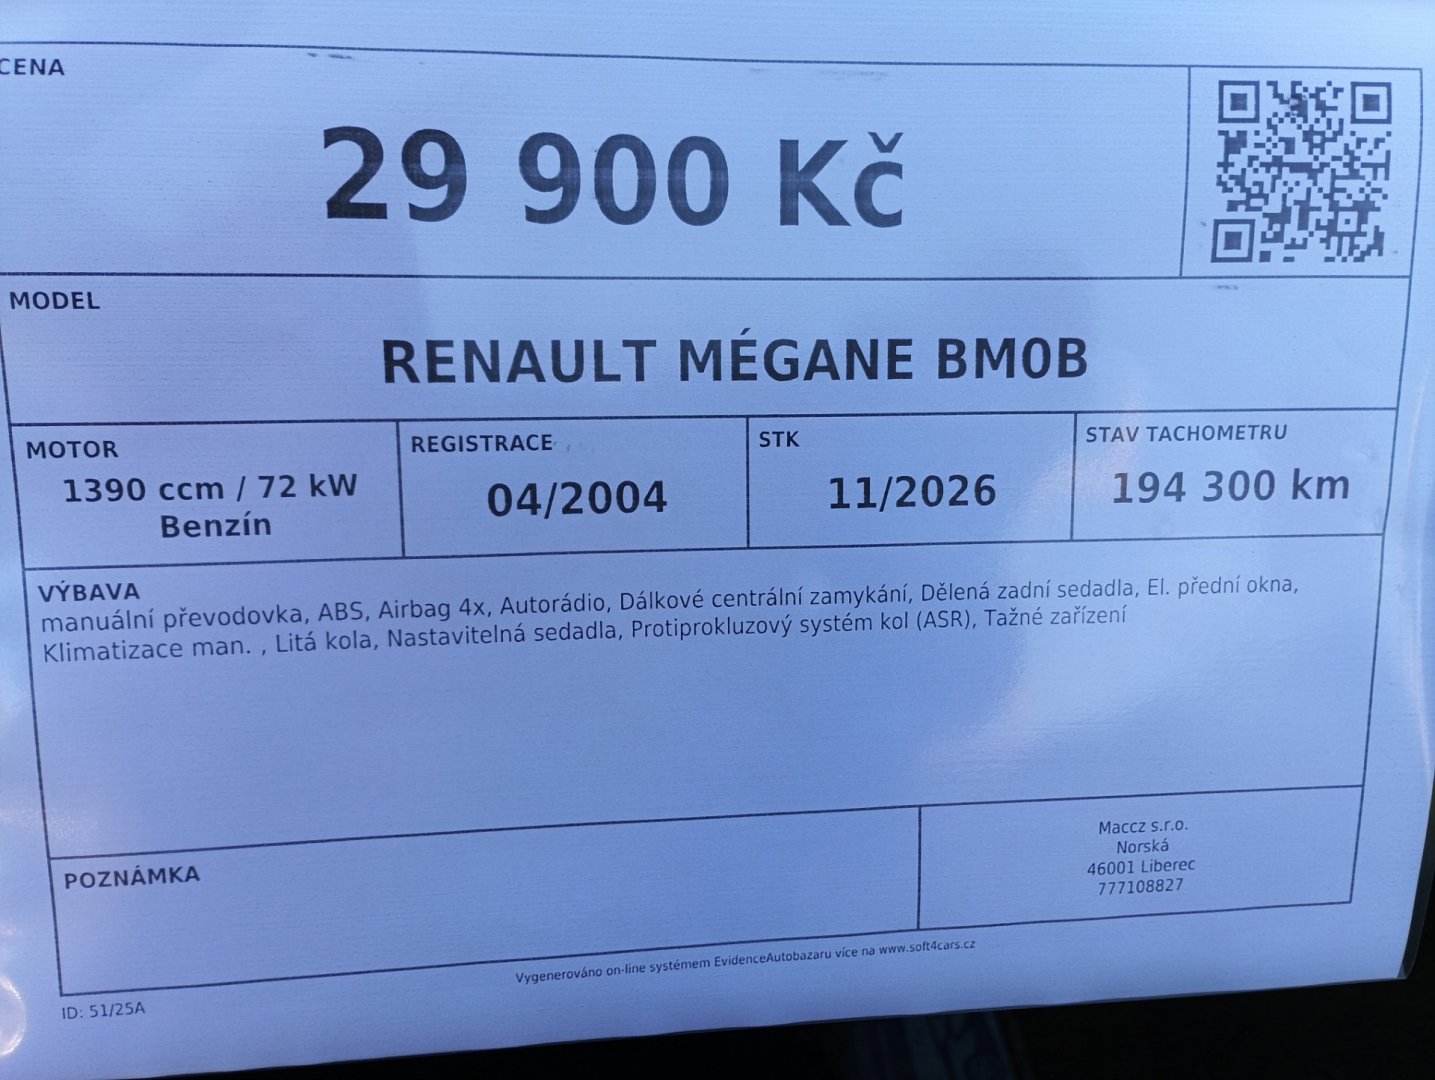 CENA
29 900 Kč
MODEL
RENAULT MÉGANE BM0B
MOTOR
1390 ccm / 72 kW
Benzín
REGISTRACE
04/2004
STK
11/2026
STAV TACHOMETRU
194 300 km
VÝBAVA
manuální převodovka, ABS, Airbag 4x, Autorádio, Dálkové centrální zamykání, Dělená zadní sedadla, El. přední okna,
Klimatizace man. , Litá kola, Nastavitelná sedadla, Protiprokluzový systém kol (ASR), Tažné zařízení
POZNÁMKA
Maccz s.r.o.
Norská
46001 Liberec
777108827
Vygenerováno on-line systémem EvidenceAutobazaru více na www.soft4cars.cz
ID: 51/25A